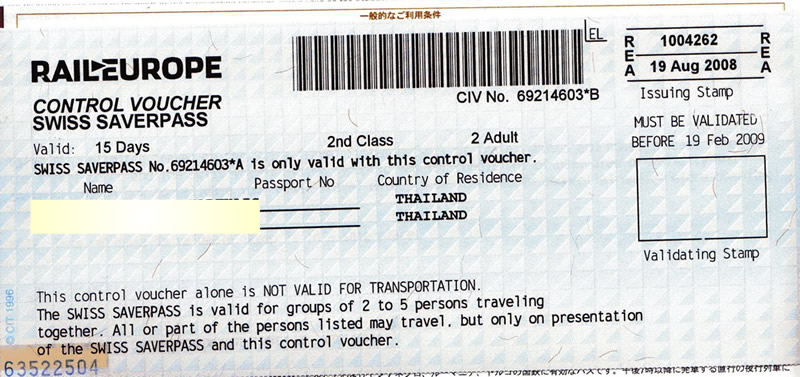 一般的なご利用条件
RAILEUROPE
EL
CONTROL VOUCHER
SWISS SAVERPASS
CIV No. 69214603*B
REA 1004262 REA
19 Aug 2008
Issuing Stamp
MUST BE VALIDATED
BEFORE 19 Feb 2009
Valid: 15 Days 2nd Class 2 Adult
SWISS SAVERPASS No.69214603*A is only valid with this control voucher.
Name Passport No Country of Residence
THAILAND
THAILAND
Validating Stamp
This control voucher alone is NOT VALID FOR TRANSPORTATION.
The SWISS SAVERPASS is valid for groups of 2 to 5 persons traveling
together. All or part of the persons listed may travel, but only on presentation
of the SWISS SAVERPASS and this control voucher.
© CIT 1996
63522504